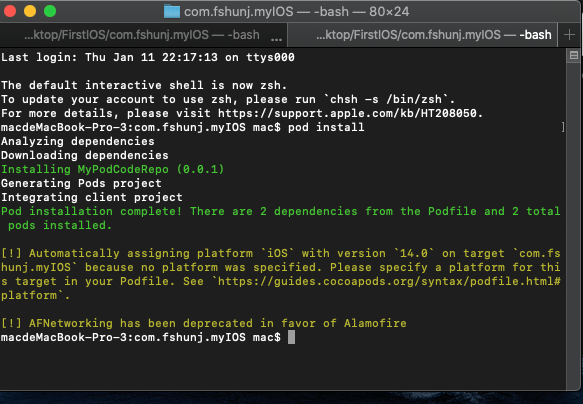 com.fshunj.myIOS — -bash — 80×24
...ktop/FirstIOS/com.fshunj.myIOS — -bash ... ...ktop/FirstIOS/com.fshunj.myIOS — -bash +
Last login: Thu Jan 11 22:17:13 on ttys000
The default interactive shell is now zsh.
To update your account to use zsh, please run `chsh -s /bin/zsh`.
For more details, please visit https://support.apple.com/kb/HT208050.
macdeMacBook-Pro-3:com.fshunj.myIOS mac$ pod install ]
Analyzing dependencies
Downloading dependencies
Installing MyPodCodeRepo (0.0.1)
Generating Pods project
Integrating client project
Pod installation complete! There are 2 dependencies from the Podfile and 2 total
pods installed.
[!] Automatically assigning platform `iOS` with version `14.0` on target `com.fs
hunj.myIOS` because no platform was specified. Please specify a platform for thi
s target in your Podfile. See `https://guides.cocoapods.org/syntax/podfile.html#
platform`.
[!] AFNetworking has been deprecated in favor of Alamofire
macdeMacBook-Pro-3:com.fshunj.myIOS mac$